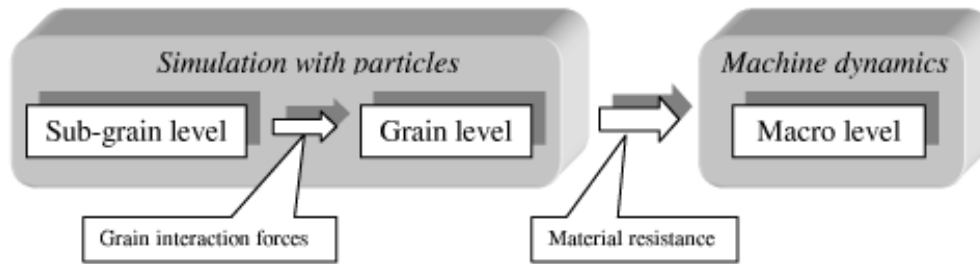 Simulation with particles
Machine dynamics
Sub-grain level
Grain level
Macro level
Grain interaction forces
Material resistance